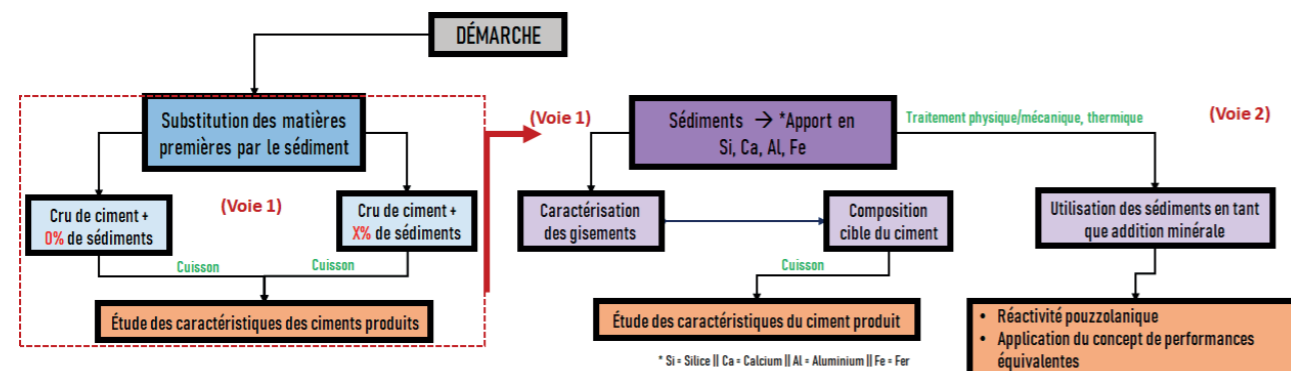 DÉMARCHE
Substitution des matières
premières par le sédiment
(Voie 1)
Cru de ciment +
0% de sédiments
Cru de ciment +
X% de sédiments
Cuisson
Cuisson
Étude des caractéristiques des ciments produits
(Voie 1)
Sédiments → *Apport en
Si, Ca, Al, Fe
Traitement physique/mécanique, thermique
(Voie 2)
Caractérisation
des gisements
Composition
cible du ciment
Cuisson
Étude des caractéristiques du ciment produit
Utilisation des sédiments en tant
que addition minérale
• Réactivité pouzzolanique
• Application du concept de performances
équivalentes
* Si = Silice || Ca = Calcium || Al = Aluminium || Fe = Fer